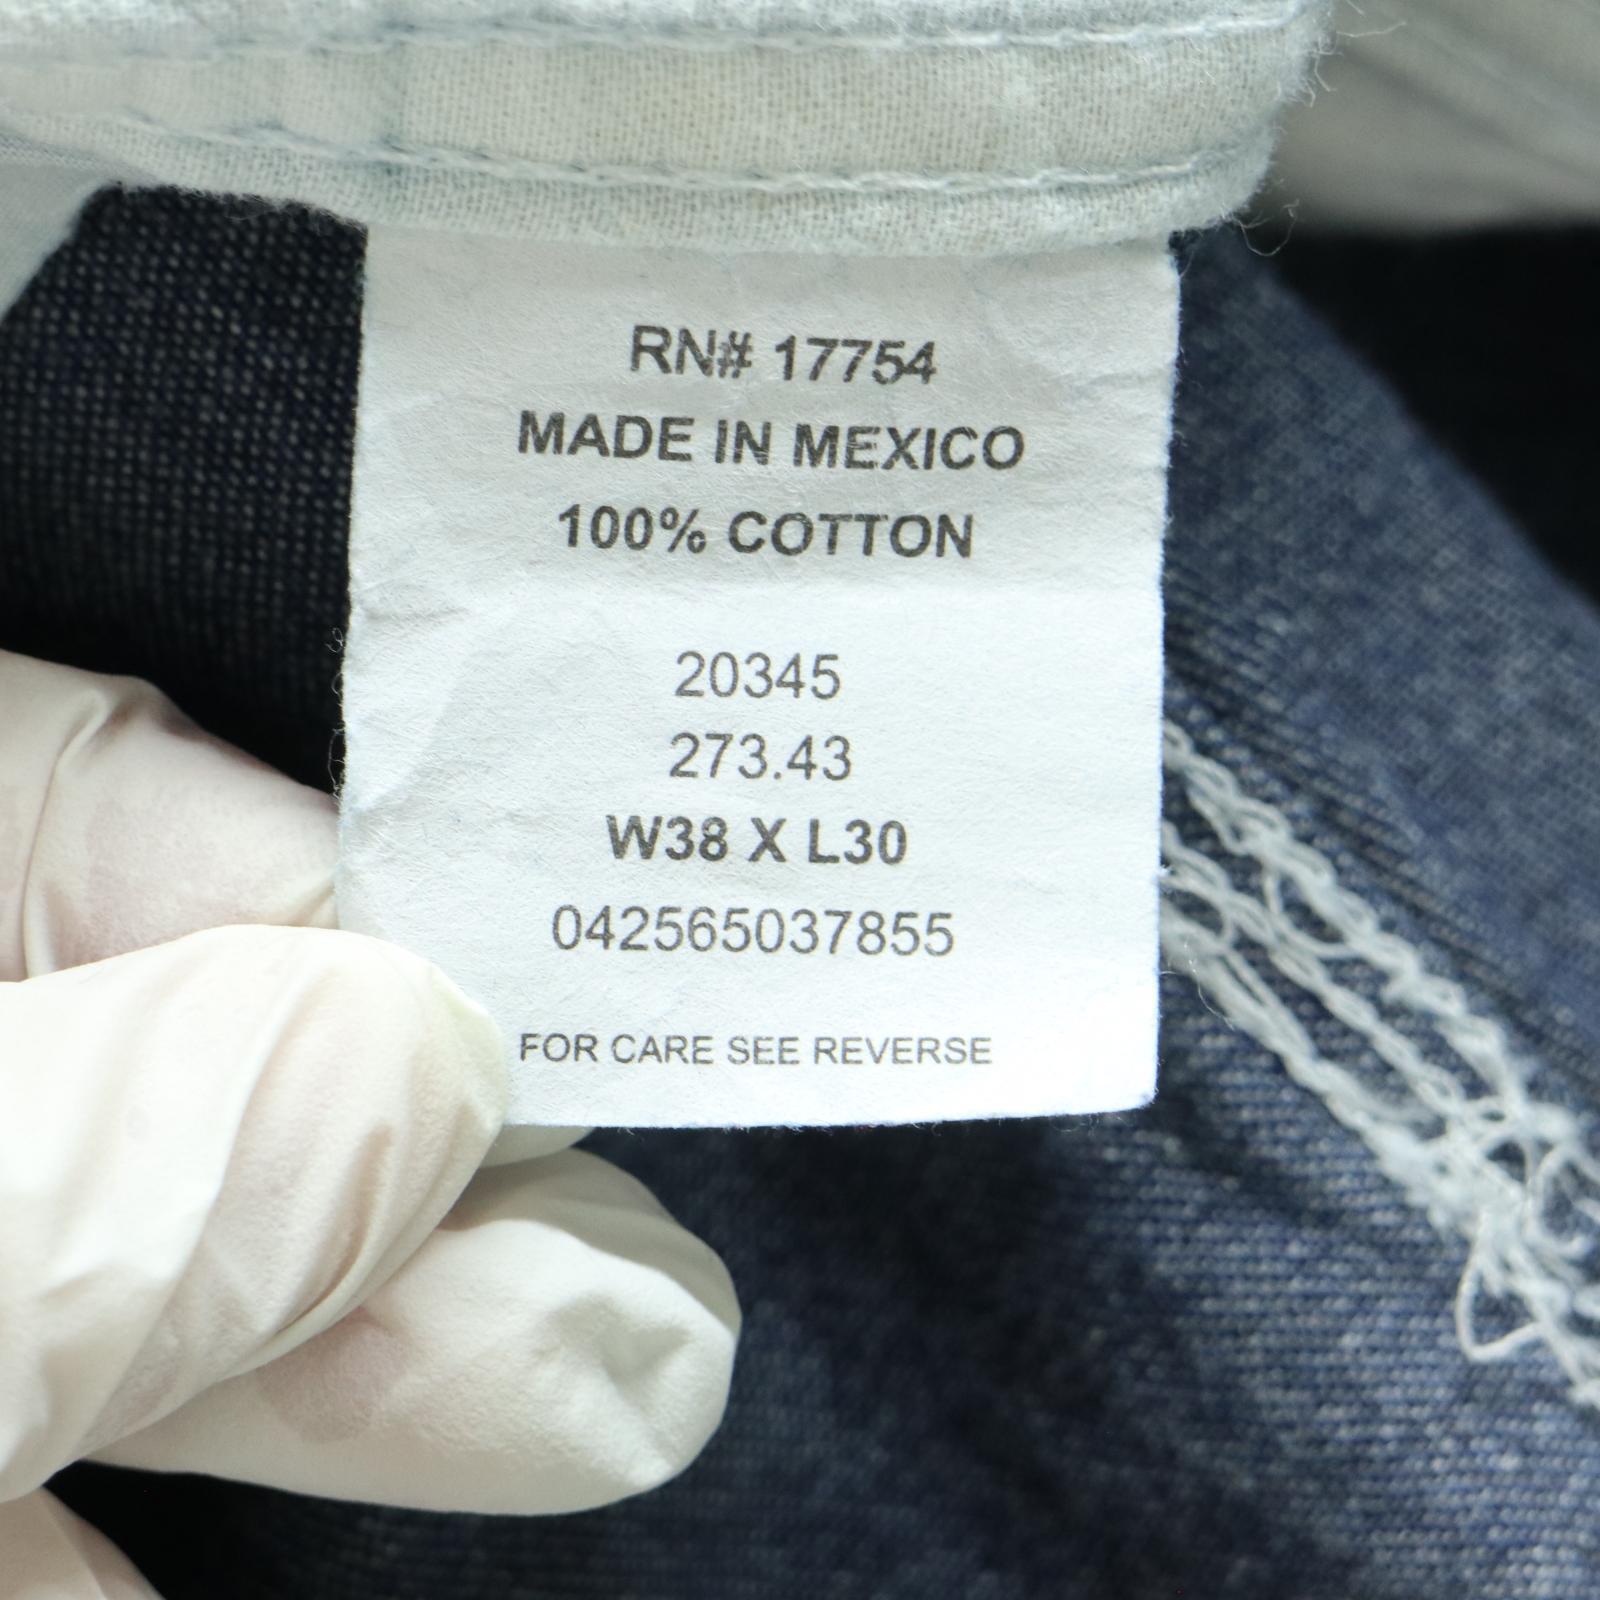 RN# 17754
MADE IN MEXICO
100% COTTON
20345
273.43
W38 X L30
042565037855
FOR CARE SEE REVERSE